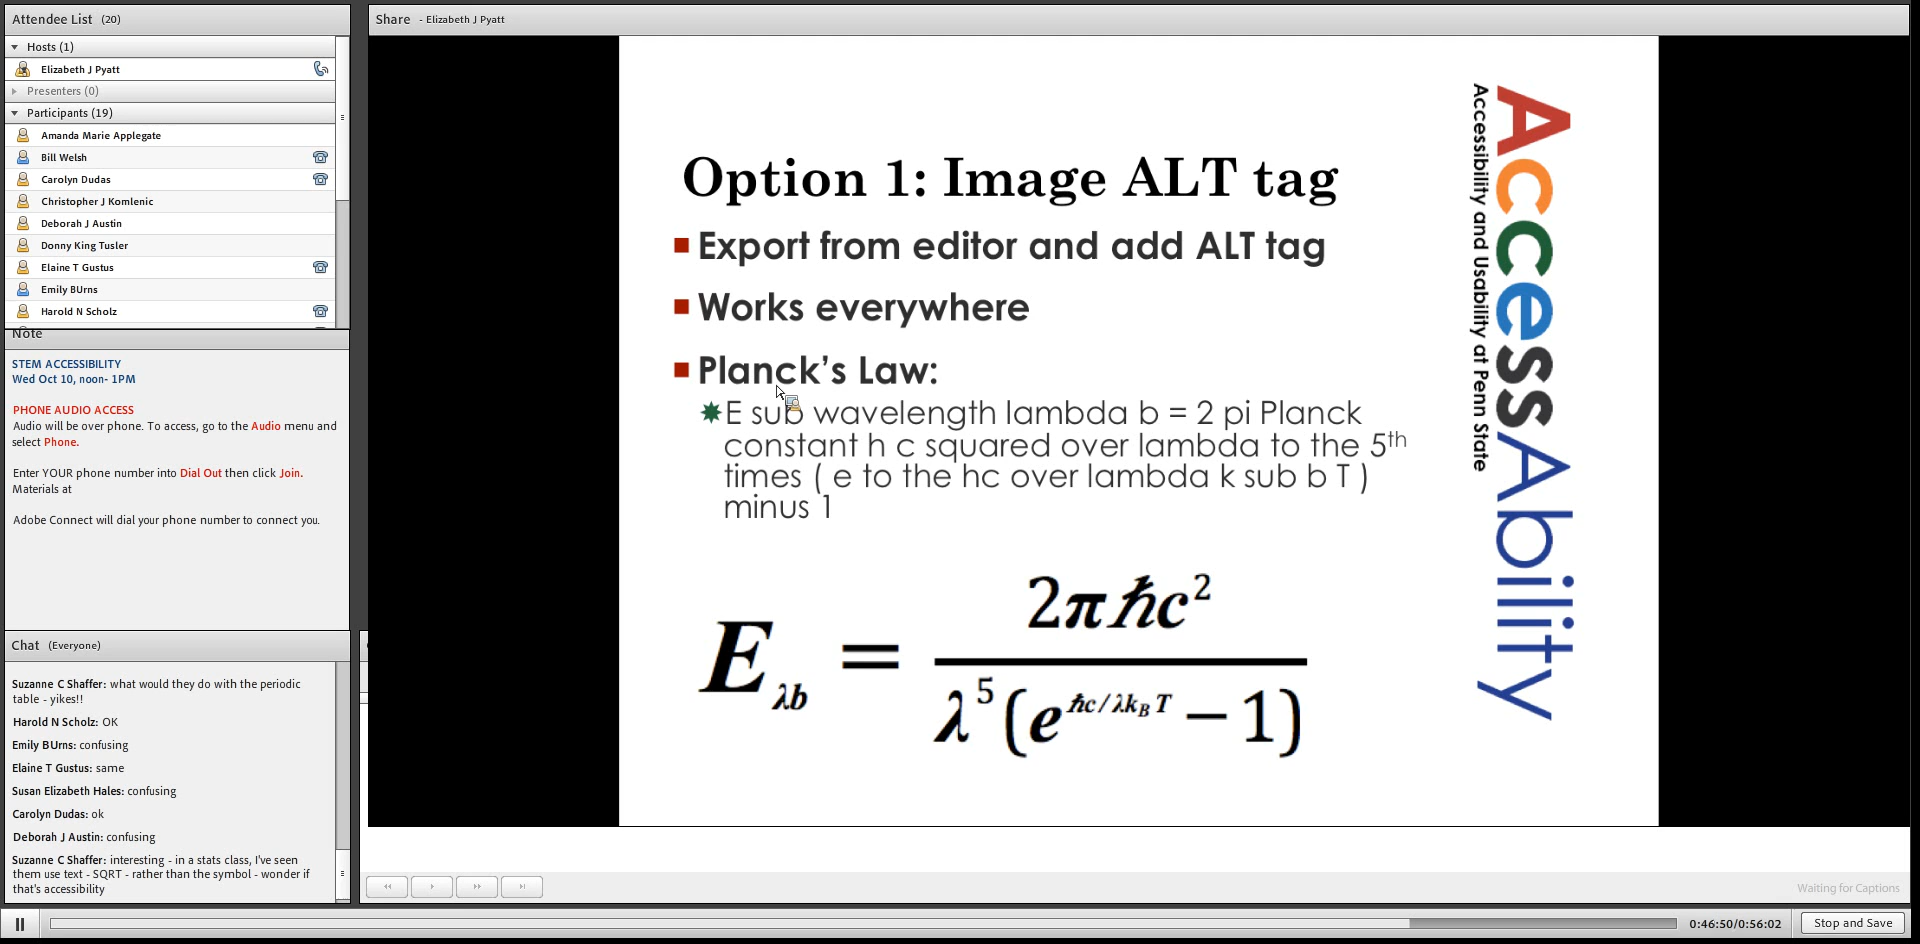 Attendee List (20)
Hosts (1)
Elizabeth J Pyatt
Presenters (0)
Participants (19)
Amanda Marie Applegate
Bill Welsh
Carolyn Dudas
Christopher J Komlenic
Deborah J Austin
Donny King Tusler
Elaine T Gustus
Emily BUrns
Harold N Scholz
Note
STEM ACCESSIBILITY
Wed Oct 10, noon- 1PM
PHONE AUDIO ACCESS
Audio will be over phone. To access, go to the Audio menu and
select Phone.
Enter YOUR phone number into Dial Out then click Join.
Materials at
Adobe Connect will dial your phone number to connect you.
Chat (Everyone)
Suzanne C Shaffer: what would they do with the periodic
table - yikes!!
Harold N Scholz: OK
Emily BUrns: confusing
Elaine T Gustus: same
Susan Elizabeth Hales: confusing
Carolyn Dudas: ok
Deborah J Austin: confusing
Suzanne C Shaffer: interesting - in a stats class, I've seen
them use text - SQRT - rather than the symbol - wonder if
that's accessibility
Share - Elizabeth J Pyatt
Option 1: Image ALT tag
Export from editor and add ALT tag
Works everywhere
Planck's Law:
E sub wavelength lambda b = 2 pi Planck
constant h c squared over lambda to the 5th
times ( e to the hc over lambda k sub b T )
minus 1
E_λb = 2πℏc² / λ⁵(e^{ℏc/λk_B T} − 1)
AccessAbility
Accessibility and Usability at Penn State
Waiting for Captions
0:46:50/0:56:02
Stop and Save